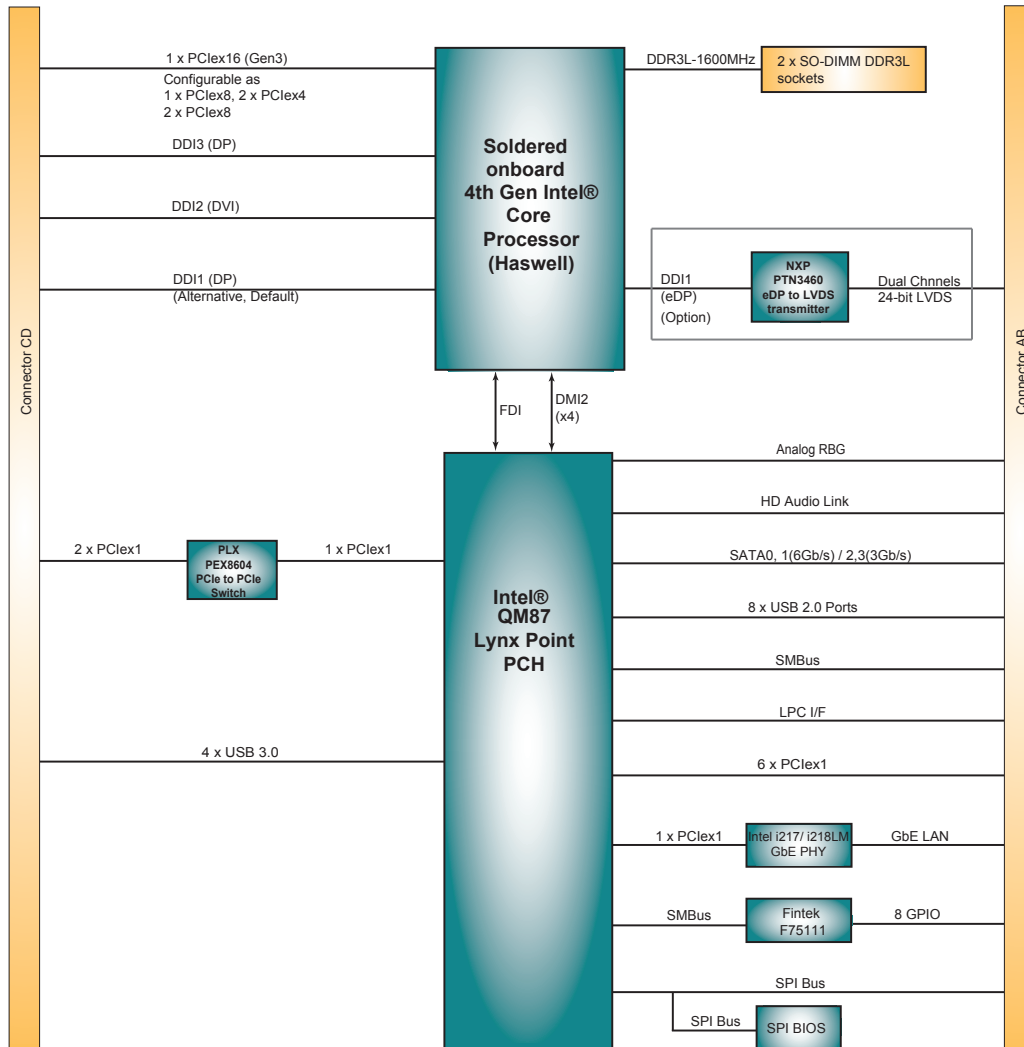 1 x PCIex16 (Gen3)
Configurable as
1 x PCIex8, 2 x PCIex4
2 x PCIex8
DDI3 (DP)
DDI2 (DVI)
DDI1 (DP)
(Alternative, Default)
Connector CD
Soldered
onboard
4th Gen Intel®
Core
Processor
(Haswell)
DDR3L-1600MHz
2 x SO-DIMM DDR3L
sockets
DDI1
(eDP)
(Option)
NXP
PTN3460
eDP to LVDS
transmitter
Dual Chnnels
24-bit LVDS
Connector AB
FDI
DMI2
(x4)
2 x PCIex1
PLX
PEX8604
PCIe to PCIe
Switch
1 x PCIex1
4 x USB 3.0
Intel®
QM87
Lynx Point
PCH
Analog RBG
HD Audio Link
SATA0, 1(6Gb/s) / 2,3(3Gb/s)
8 x USB 2.0 Ports
SMBus
LPC I/F
6 x PCIex1
1 x PCIex1
Intel i217/ i218LM
GbE PHY
GbE LAN
SMBus
Fintek
F75111
8 GPIO
SPI Bus
SPI Bus
SPI BIOS